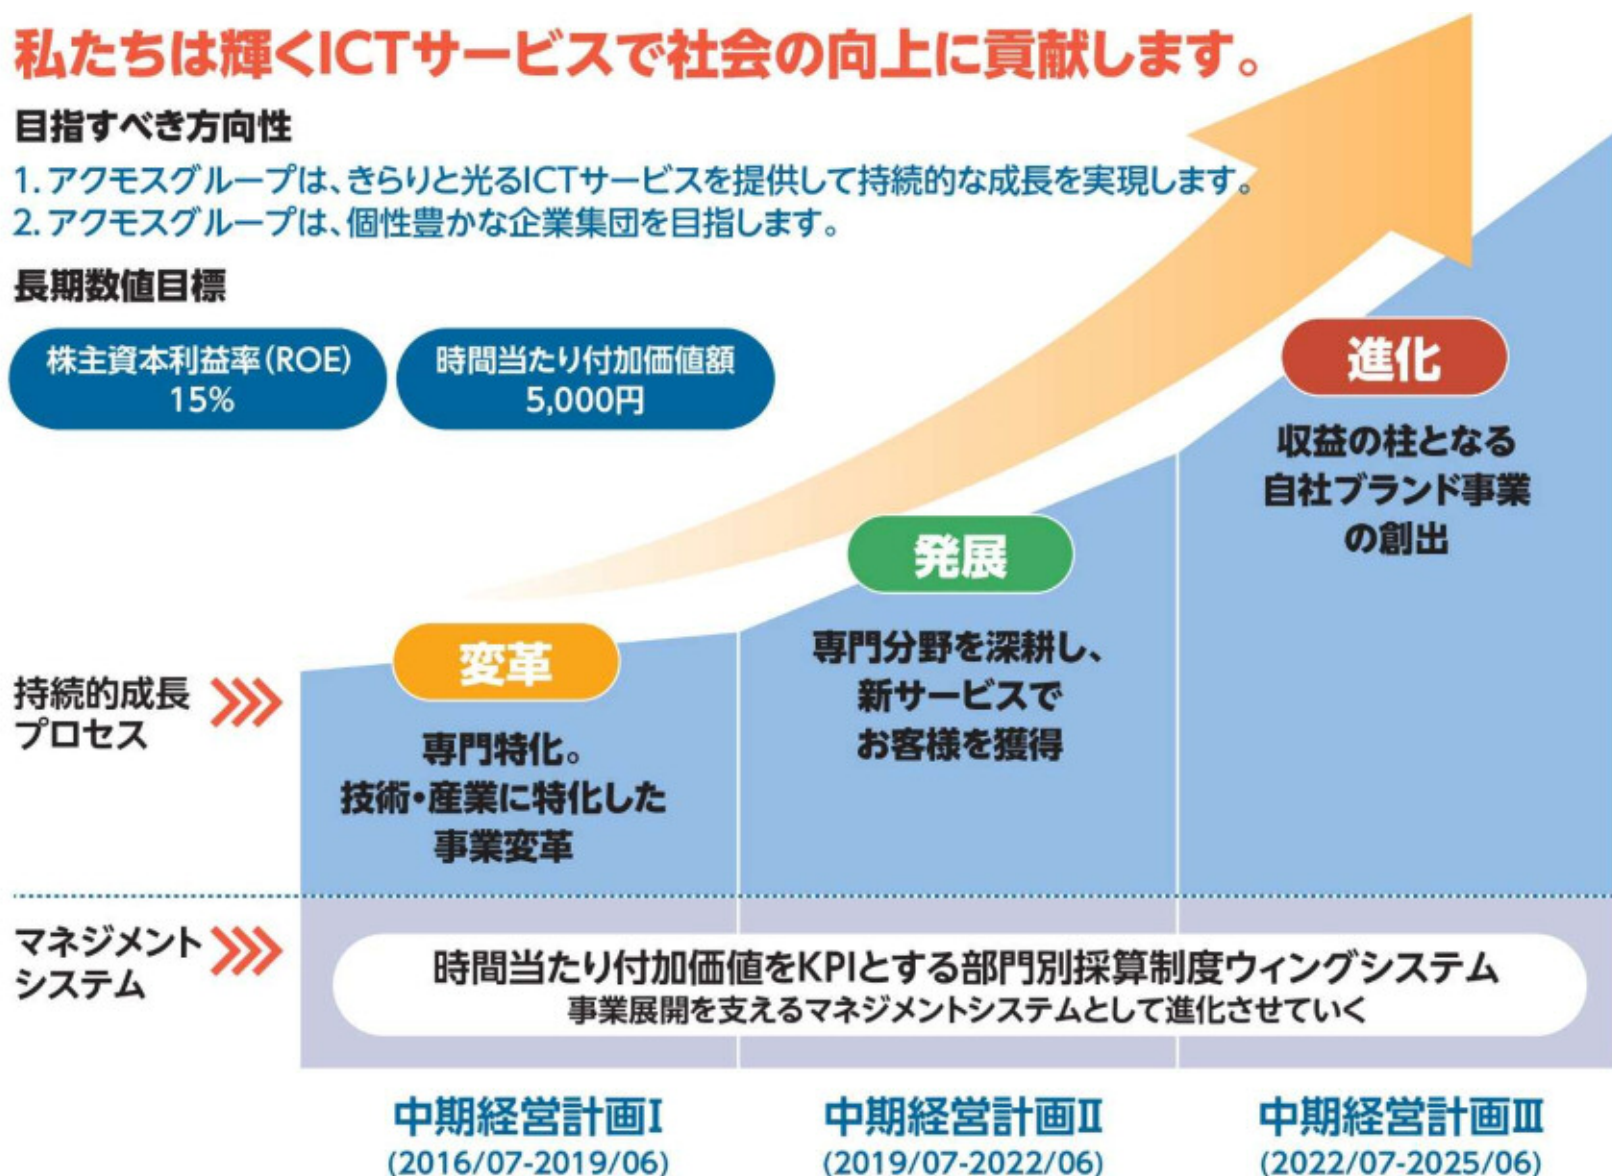 私たちは輝くICTサービスで社会の向上に貢献します。
目指すべき方向性
1. アクモスグループは、きらりと光るICTサービスを提供して持続的な成長を実現します。
2. アクモスグループは、個性豊かな企業集団を目指します。
長期数値目標
株主資本利益率(ROE)
15%
時間当たり付加価値額
5,000円
進化
収益の柱となる
自社ブランド事業
の創出
発展
専門分野を深耕し、
新サービスで
お客様を獲得
変革
専門特化。
技術・産業に特化した
事業変革
持続的成長
プロセス
マネジメント
システム
時間当たり付加価値をKPIとする部門別採算制度ウィングシステム
事業展開を支えるマネジメントシステムとして進化させていく
中期経営計画Ⅰ
(2016/07-2019/06)
中期経営計画Ⅱ
(2019/07-2022/06)
中期経営計画Ⅲ
(2022/07-2025/06)